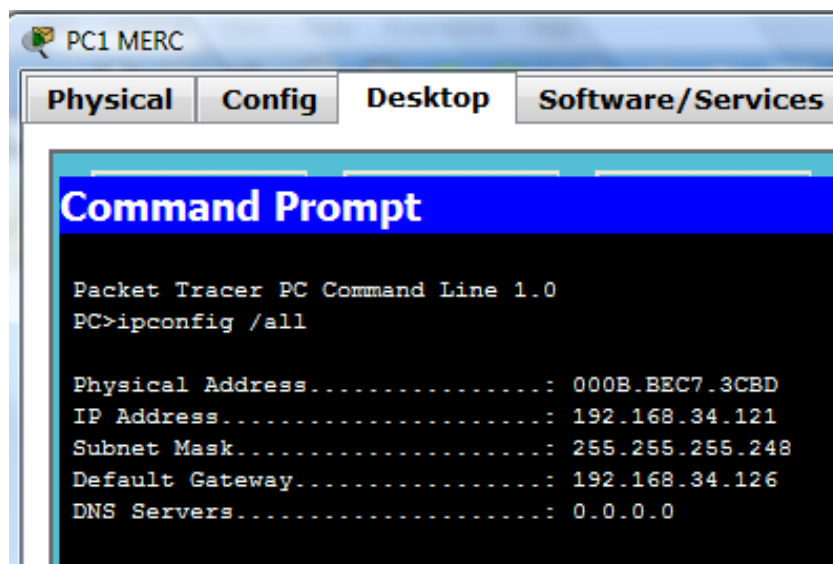 PC1 MERC
Physical Config Desktop Software/Services
Command Prompt
Packet Tracer PC Command Line 1.0
PC>ipconfig /all
Physical Address................: 000B.BEC7.3CBD
IP Address......................: 192.168.34.121
Subnet Mask.....................: 255.255.255.248
Default Gateway.................: 192.168.34.126
DNS Servers.....................: 0.0.0.0